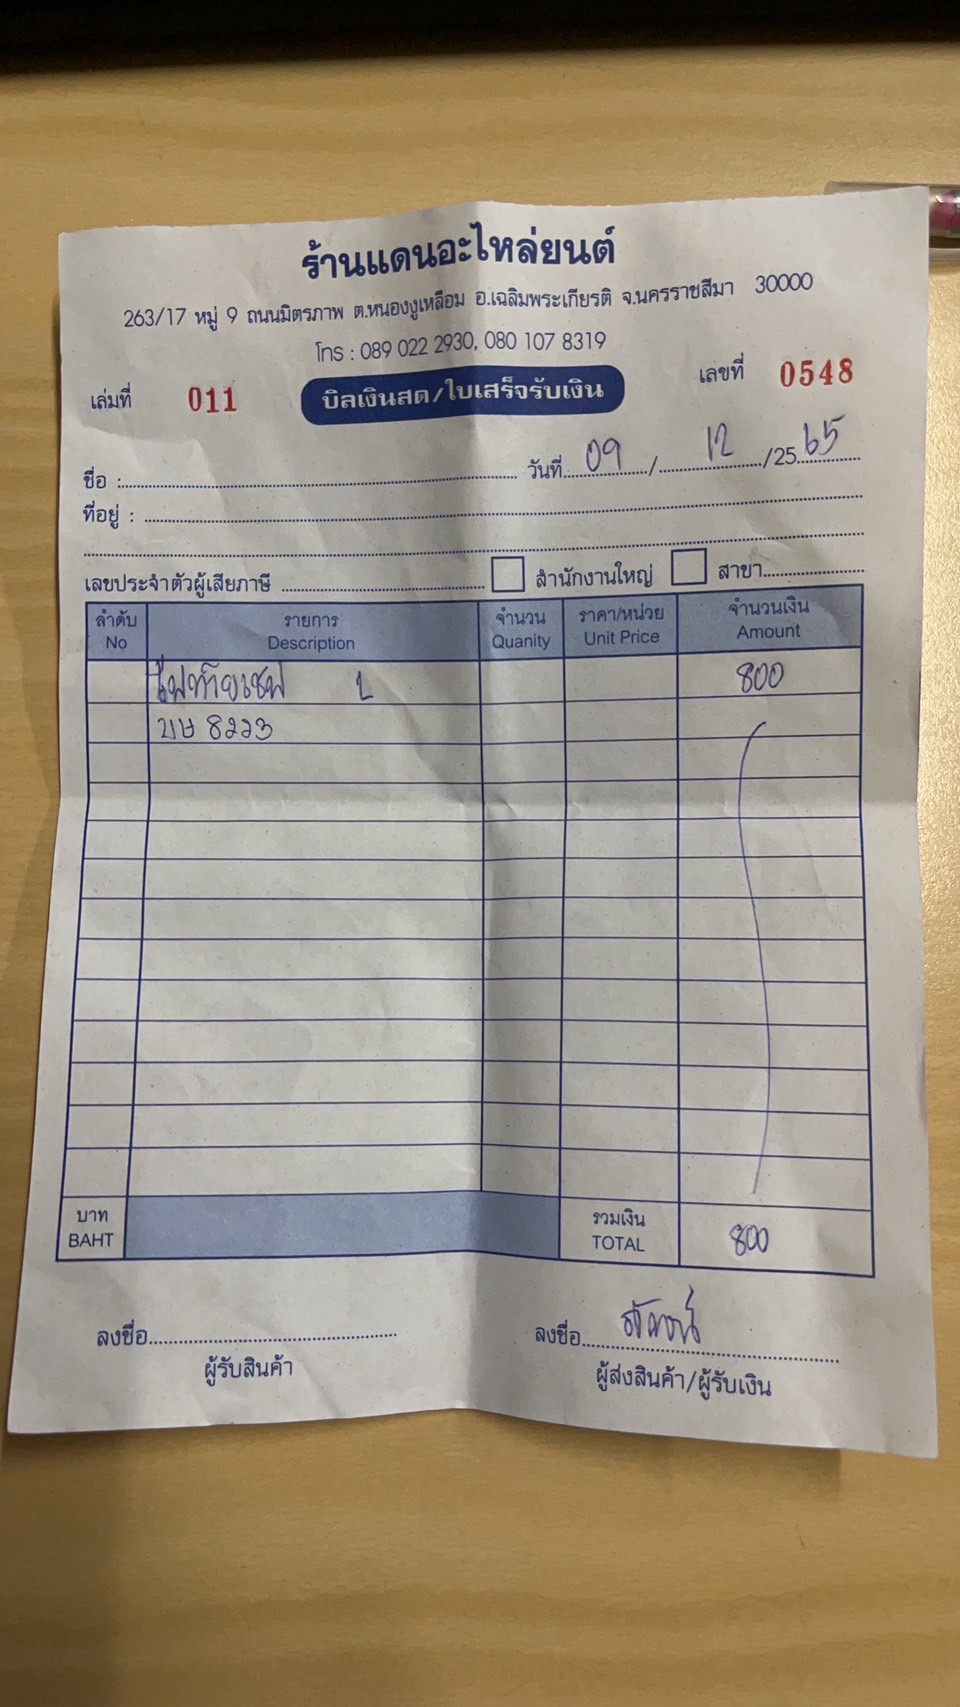 ร้านแดนอะไหล่ยนต์
263/17 หมู่ 9 ถนนมิตรภาพ ต.หนองงูเหลือม อ.เฉลิมพระเกียรติ จ.นครราชสีมา 30000
โทร : 089 022 2930, 080 107 8319
เล่มที่ 011 บิลเงินสด/ใบเสร็จรับเงิน เลขที่ 0548
ชื่อ : วันที่ 09 / 12 /25 65
ที่อยู่ :
เลขประจำตัวผู้เสียภาษี สำนักงานใหญ่ สาขา
ลำดับ รายการ จำนวน ราคา/หน่วย จำนวนเงิน
No Description Quanity Unit Price Amount
ไฟท้ายเชฟ 800
8223
บาท รวมเงิน
BAHT TOTAL 800
ลงชื่อ ลงชื่อ
ผู้รับสินค้า ผู้ส่งสินค้า/ผู้รับเงิน